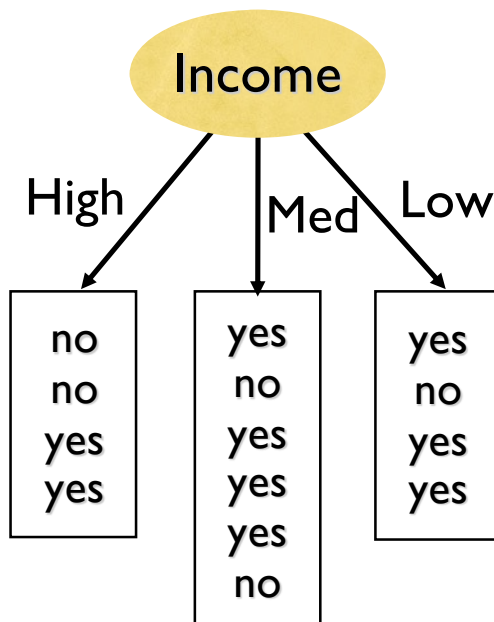 Income
High
Med
Low
no
no
yes
yes
yes
no
yes
yes
yes
no
yes
no
yes
yes